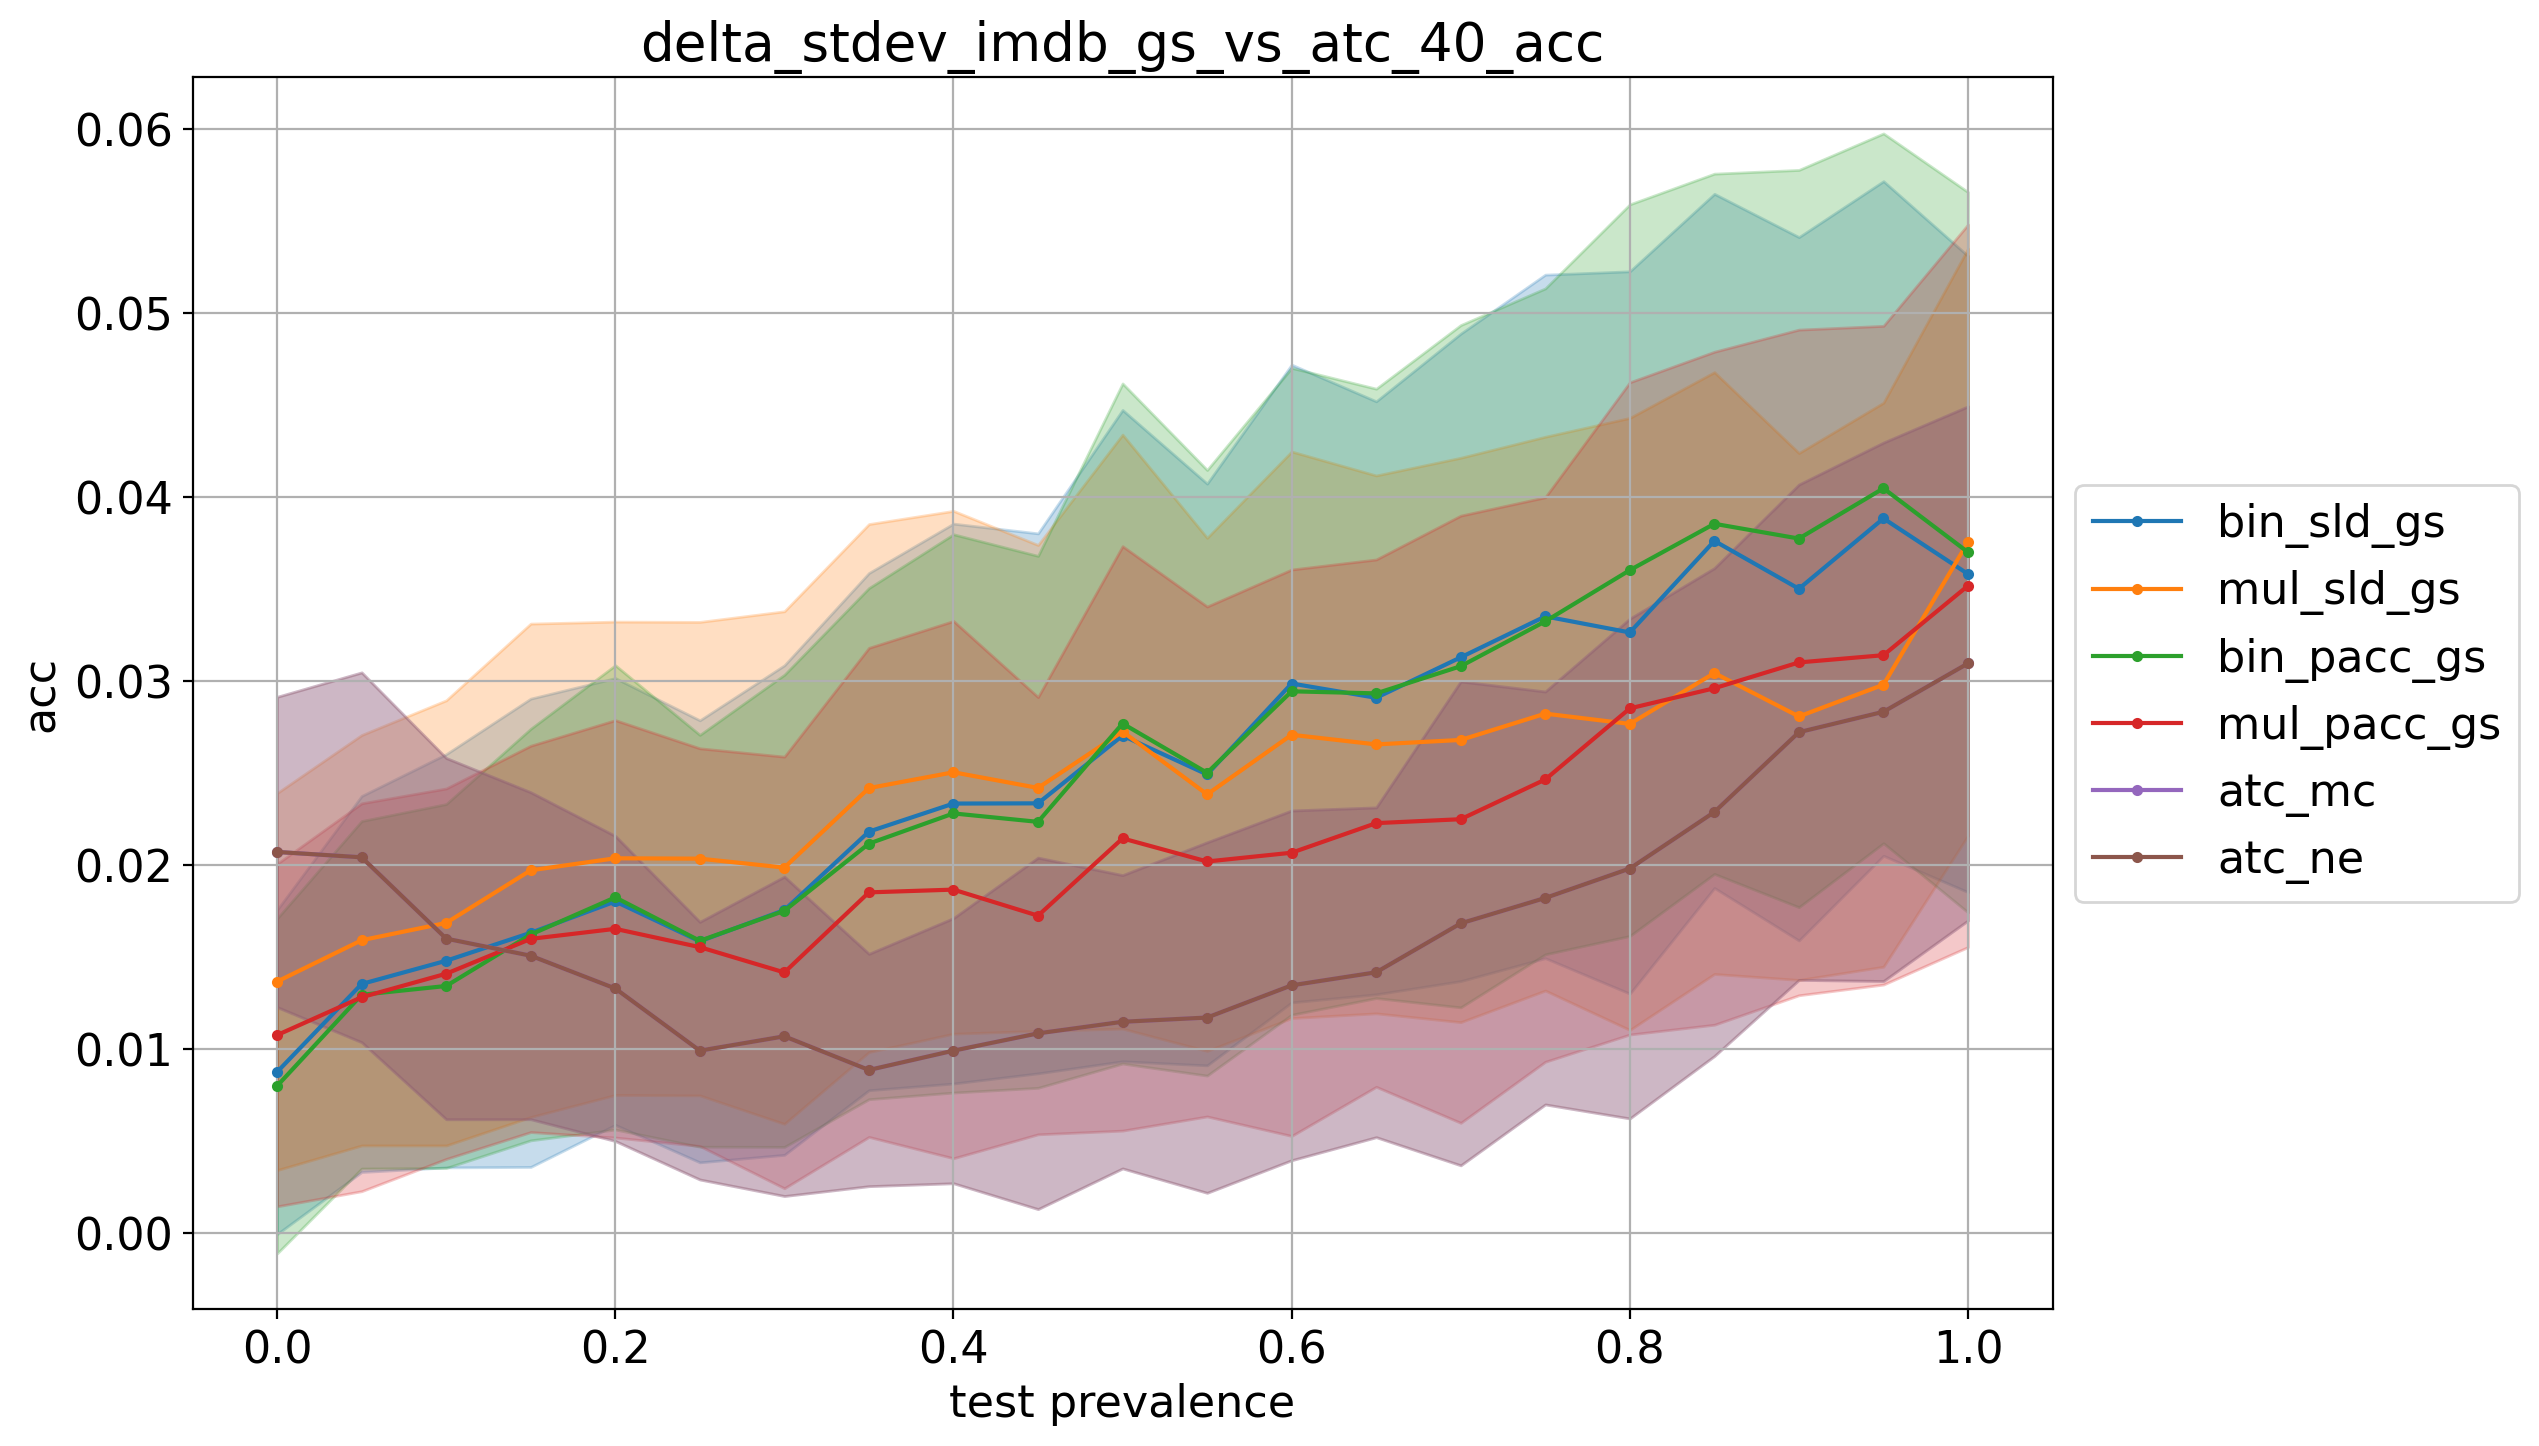 delta_stdev_imdb_gs_vs_atc_40_acc
0.06
0.05
0.04
0.03
0.02
0.01
0.00
acc
0.0 0.2 0.4 0.6 0.8 1.0
test prevalence
bin_sld_gs
mul_sld_gs
bin_pacc_gs
mul_pacc_gs
atc_mc
atc_ne